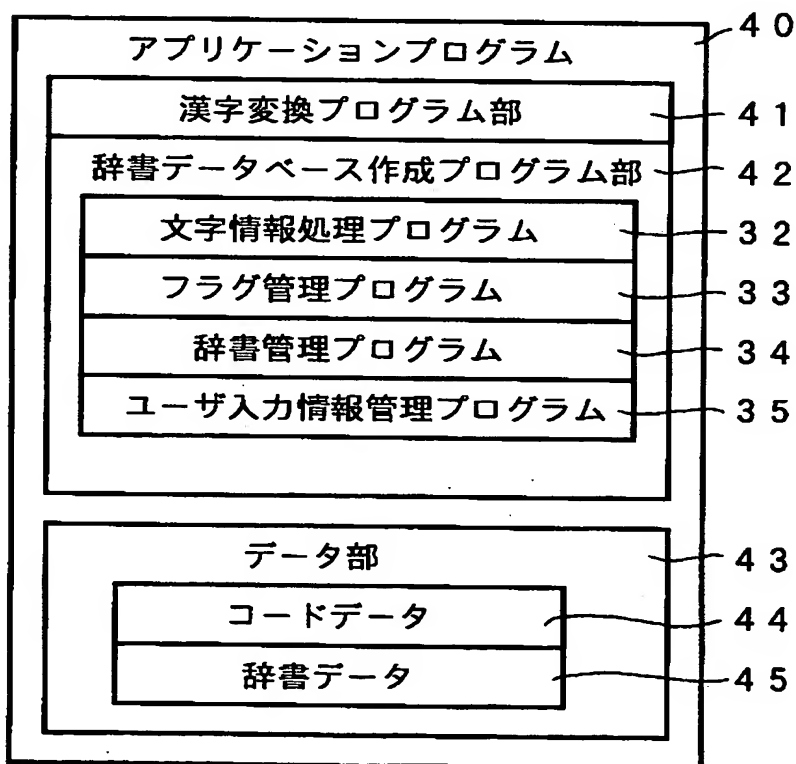 アプリケーションプログラム 40
漢字変換プログラム部 41
辞書データベース作成プログラム部 42
文字情報処理プログラム 32
フラグ管理プログラム 33
辞書管理プログラム 34
ユーザ入力情報管理プログラム 35
データ部 43
コードデータ 44
辞書データ 45